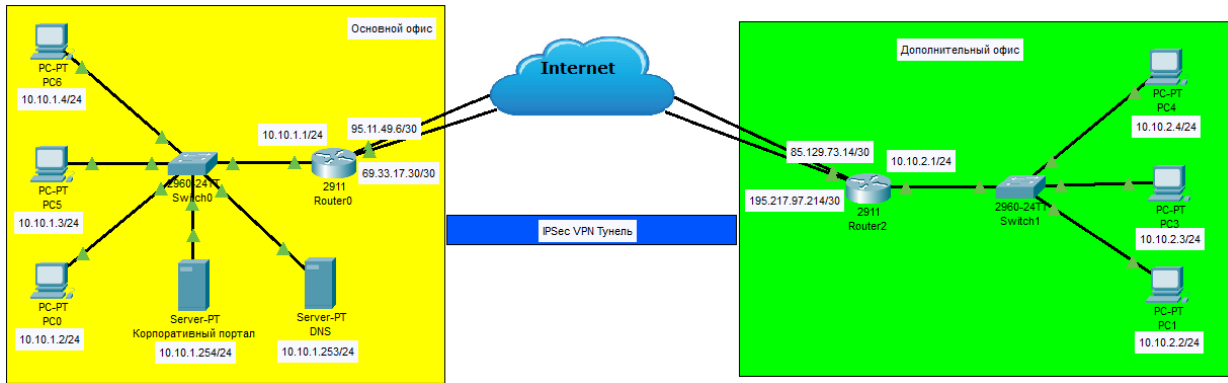 Основной офис
PC-PT
PC6
10.10.1.4/24
PC-PT
PC5
10.10.1.3/24
PC-PT
PC0
10.10.1.2/24
2960-24TT
Switch0
Server-PT
Корпоративный портал
10.10.1.254/24
Server-PT
DNS
10.10.1.253/24
10.10.1.1/24
95.11.49.6/30
69.33.17.30/30
2911
Router0
Internet
IPSec VPN Тунель
Дополнительный офис
85.129.73.14/30
195.217.97.214/30
10.10.2.1/24
2911
Router2
2960-24TT
Switch1
PC-PT
PC4
10.10.2.4/24
PC-PT
PC3
10.10.2.3/24
PC-PT
PC1
10.10.2.2/24